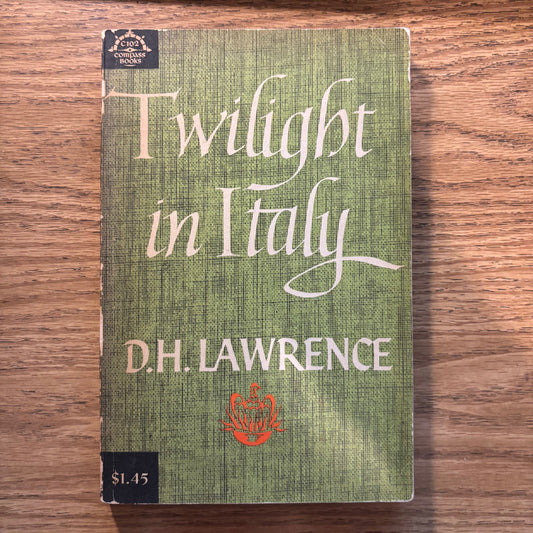 C102
COMPASS
BOOKS
Twilight
in Italy
D.H. LAWRENCE
$1.45